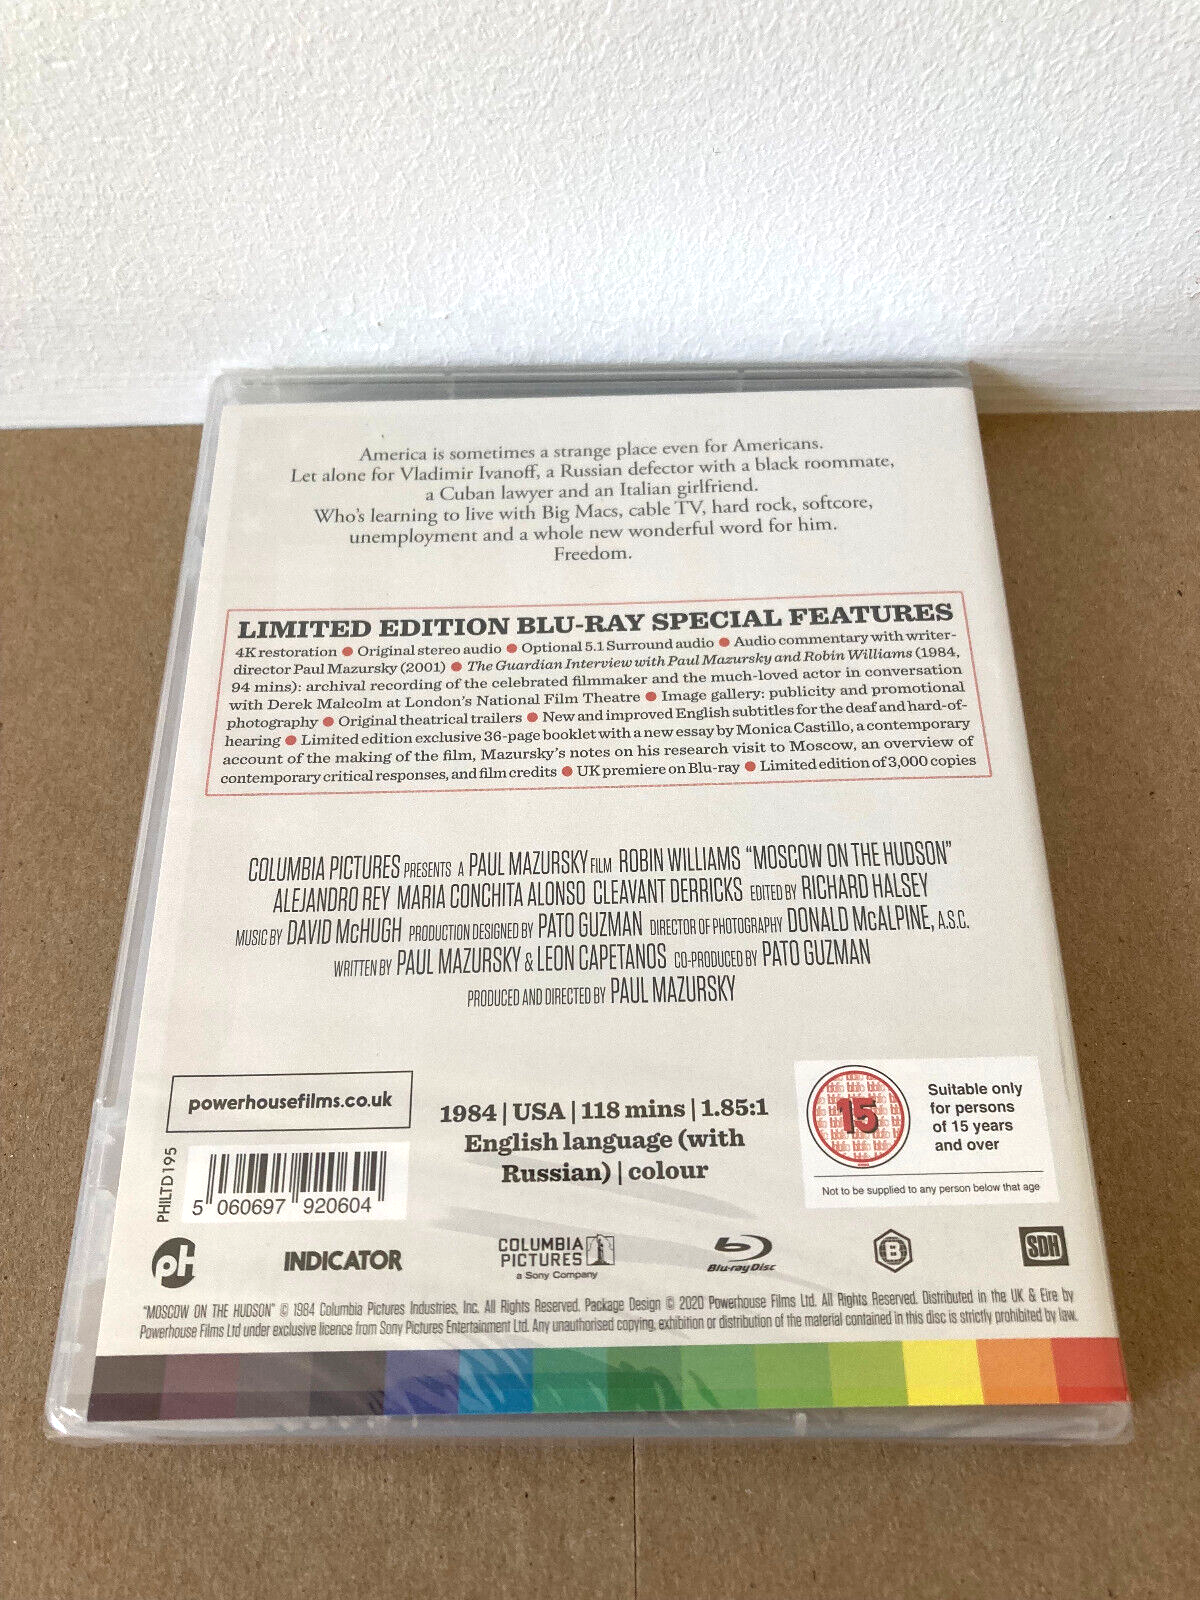 America is sometimes a strange place even for Americans.
Let alone for Vladimir Ivanoff, a Russian defector with a black roommate,
a Cuban lawyer and an Italian girlfriend.
Who's learning to live with Big Macs, cable TV, hard rock, softcore,
unemployment and a whole new wonderful word for him.
Freedom.
LIMITED EDITION BLU-RAY SPECIAL FEATURES
4K restoration ● Original stereo audio ● Optional 5.1 Surround audio ● Audio commentary with writer-
director Paul Mazursky (2001) ● The Guardian Interview with Paul Mazursky and Robin Williams (1984,
94 mins): archival recording of the celebrated filmmaker and the much-loved actor in conversation
with Derek Malcolm at London's National Film Theatre ● Image gallery: publicity and promotional
photography ● Original theatrical trailers ● New and improved English subtitles for the deaf and hard-of-
hearing ● Limited edition exclusive 36-page booklet with a new essay by Monica Castillo, a contemporary
account of the making of the film, Mazursky's notes on his research visit to Moscow, an overview of
contemporary critical responses, and film credits ● UK premiere on Blu-ray ● Limited edition of 3,000 copies
COLUMBIA PICTURES PRESENTS A PAUL MAZURSKY FILM ROBIN WILLIAMS "MOSCOW ON THE HUDSON"
ALEJANDRO REY MARIA CONCHITA ALONSO CLEAVANT DERRICKS EDITED BY RICHARD HALSEY
MUSIC BY DAVID McHUGH PRODUCTION DESIGNED BY PATO GUZMAN DIRECTOR OF PHOTOGRAPHY DONALD McALPINE, A.S.C.
WRITTEN BY PAUL MAZURSKY & LEON CAPETANOS CO-PRODUCED BY PATO GUZMAN
PRODUCED AND DIRECTED BY PAUL MAZURSKY
powerhousefilms.co.uk
PHILTD195
5 060697 920604
1984 | USA | 118 mins | 1.85:1
English language (with
Russian) | colour
15
Suitable only
for persons
of 15 years
and over
Not to be supplied to any person below that age
pH
INDICATOR
COLUMBIA
PICTURES
a Sony Company
Blu-ray Disc
B
SDH
"MOSCOW ON THE HUDSON" © 1984 Columbia Pictures Industries, Inc. All Rights Reserved. Package Design © 2020 Powerhouse Films Ltd. All Rights Reserved. Distributed in the UK & Eire by
Powerhouse Films Ltd under exclusive licence from Sony Pictures Entertainment Ltd. Any unauthorised copying, exhibition or distribution of the material contained in this disc is strictly prohibited by law.